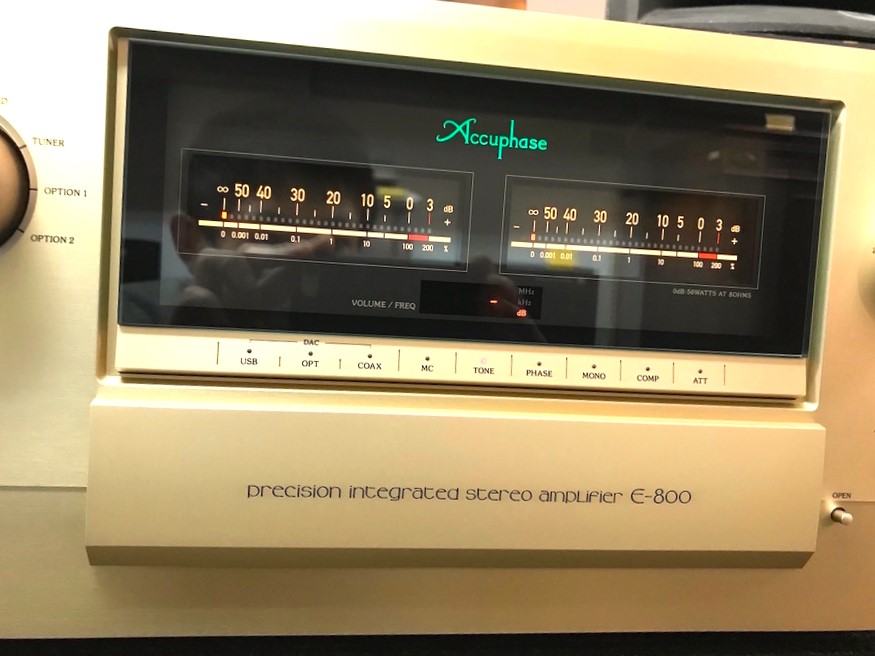 TUNER
OPTION 1
OPTION 2
Accuphase
∞ 50 40 30 20 10 5 0 3 dB
− +
0 0.001 0.01 0.1 1 10 100 200 %
∞ 50 40 30 20 10 5 0 3 dB
− +
0 0.001 0.01 0.1 1 10 100 200 %
0dB 50WATTS AT 8OHMS
VOLUME / FREQ - MHz
kHz
dB
DAC
USB OPT COAX MC TONE PHASE MONO COMP ATT
precision integrated stereo amplifier E-800
OPEN